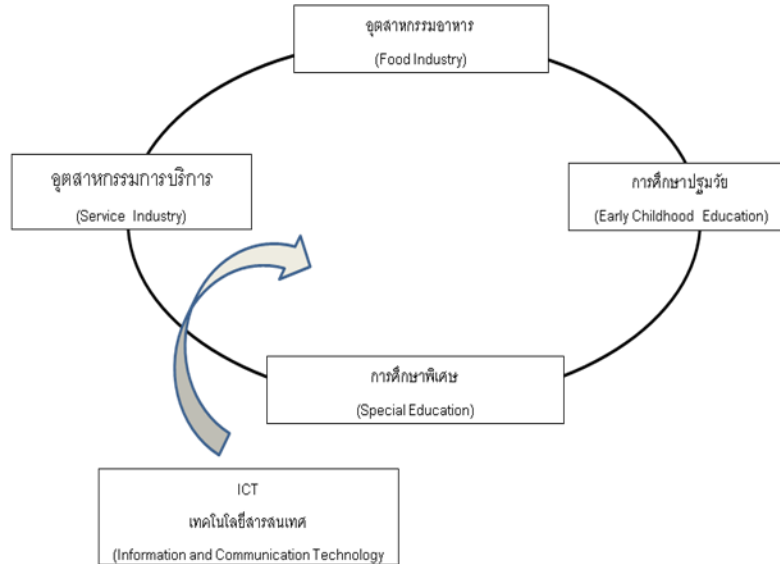 อุตสาหกรรมอาหาร
(Food Industry)
อุตสาหกรรมการบริการ
(Service Industry)
การศึกษาปฐมวัย
(Early Childhood Education)
การศึกษาพิเศษ
(Special Education)
ICT
เทคโนโลยีสารสนเทศ
(Information and Communication Technology